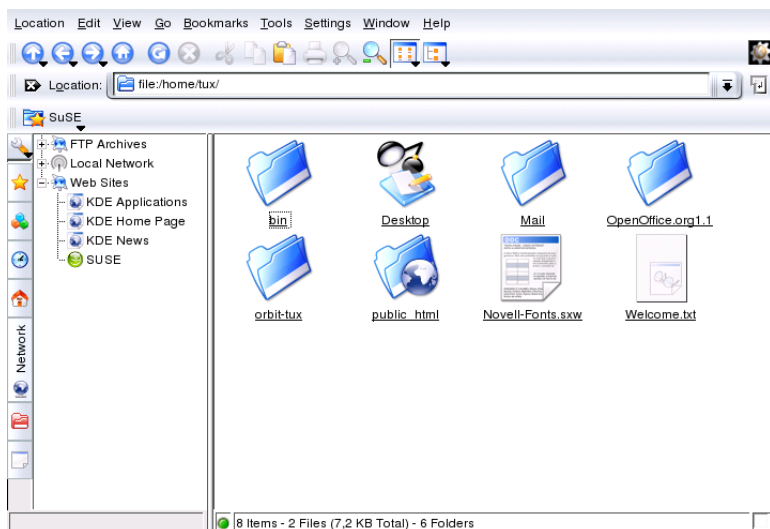 Location Edit View Go Bookmarks Tools Settings Window Help
Location: file:/home/tux/
SuSE
FTP Archives
Local Network
Web Sites
KDE Applications
KDE Home Page
KDE News
SUSE
Network
bin Desktop Mail OpenOffice.org1.1
DOC
orbit-tux public_html Novell-Fonts.sxw Welcome.txt
8 Items - 2 Files (7,2 KB Total) - 6 Folders